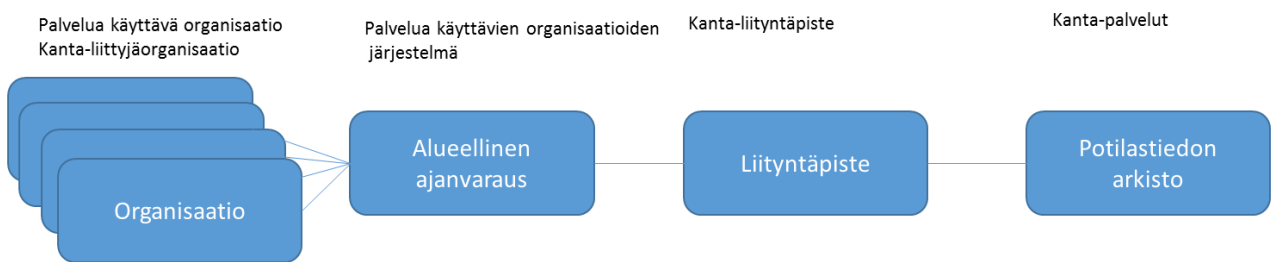 Palvelua käyttävä organisaatio
Kanta-liittyjäorganisaatio
Palvelua käyttävien organisaatioiden
järjestelmä
Kanta-liityntäpiste
Kanta-palvelut
Organisaatio
Alueellinen
ajanvaraus
Liityntäpiste
Potilastiedon
arkisto